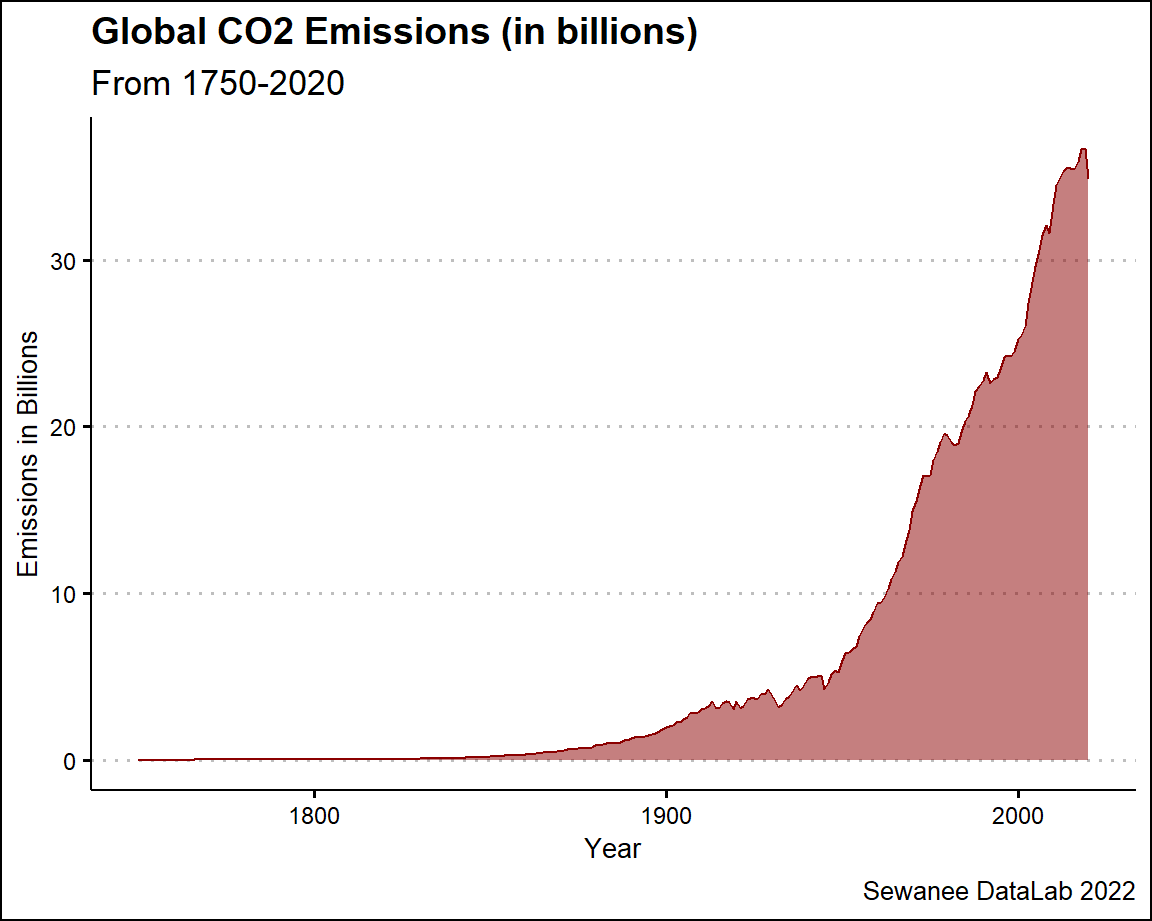 Global CO2 Emissions (in billions)
From 1750-2020
Emissions in Billions
30
20
10
0
1800 1900 2000
Year
Sewanee DataLab 2022